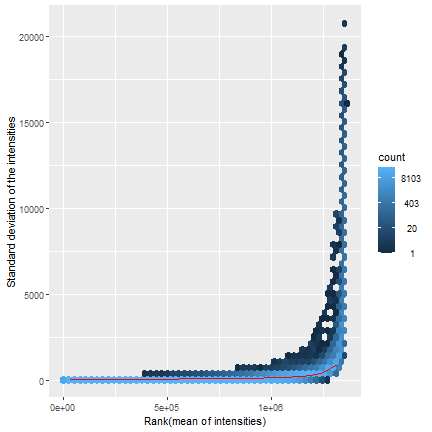 20000
15000
10000
5000
0
Standard deviation of the intensities
0e+00
5e+05
1e+06
Rank(mean of intensities)
count
8103
403
20
1